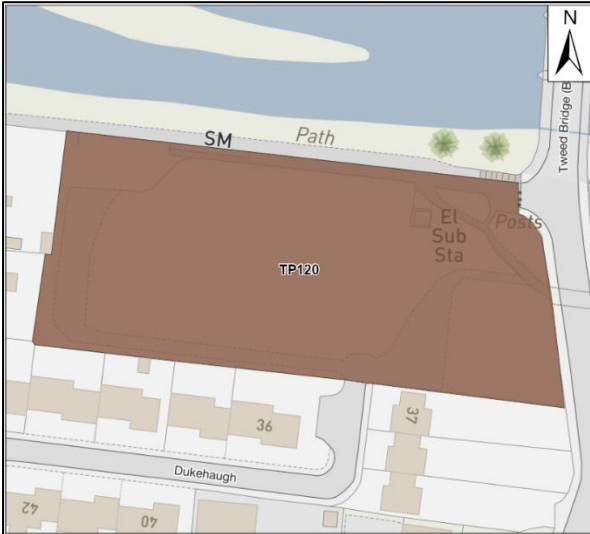 N
Tweed Bridge (B
SM
Path
El
Sub
Sta
Posts
TP120
36
37
Dukehaugh
42
40